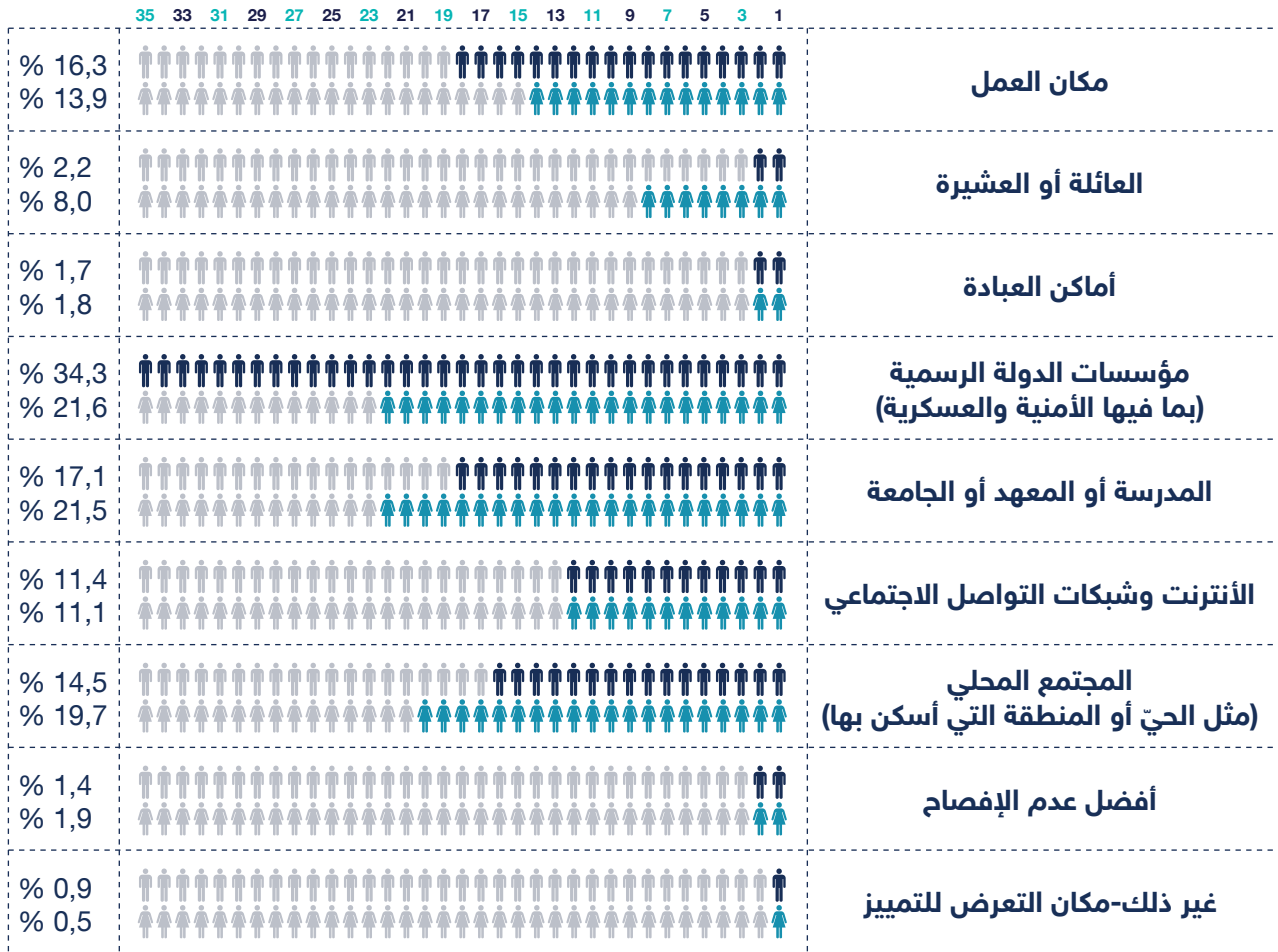 35 33 31 29 27 25 23 21 19 17 15 13 11 9 7 5 3 1
مكان العمل
% 16,3
% 13,9
العائلة أو العشيرة
% 2,2
% 8,0
أماكن العبادة
% 1,7
% 1,8
مؤسسات الدولة الرسمية
(بما فيها الأمنية والعسكرية)
% 34,3
% 21,6
المدرسة أو المعهد أو الجامعة
% 17,1
% 21,5
الأنترنت وشبكات التواصل الاجتماعي
% 11,4
% 11,1
المجتمع المحلي
(مثل الحيّ أو المنطقة التي أسكن بها)
% 14,5
% 19,7
أفضل عدم الإفصاح
% 1,4
% 1,9
غير ذلك-مكان التعرض للتمييز
% 0,9
% 0,5